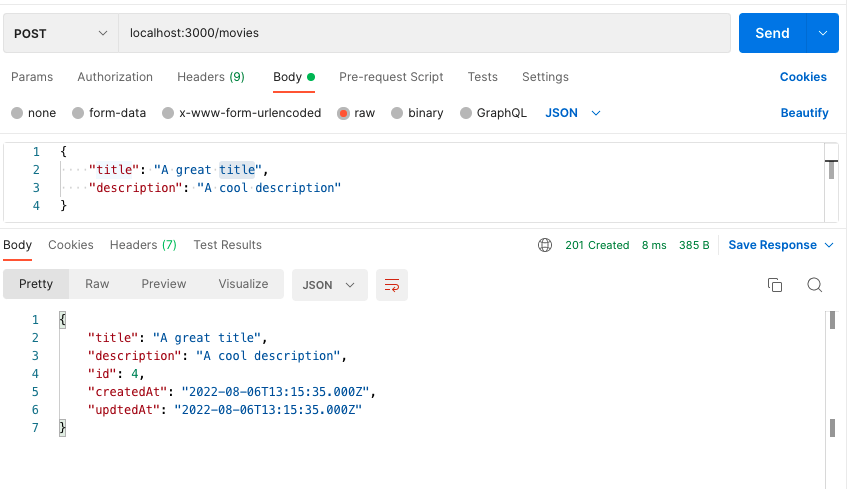 POST localhost:3000/movies Send
Params Authorization Headers (9) Body Pre-request Script Tests Settings Cookies
none form-data x-www-form-urlencoded raw binary GraphQL JSON Beautify
1 {
2 "title": "A great title",
3 "description": "A cool description"
4 }
Body Cookies Headers (7) Test Results 201 Created 8 ms 385 B Save Response
Pretty Raw Preview Visualize JSON
1 {
2 "title": "A great title",
3 "description": "A cool description",
4 "id": 4,
5 "createdAt": "2022-08-06T13:15:35.000Z",
6 "updtedAt": "2022-08-06T13:15:35.000Z"
7 }